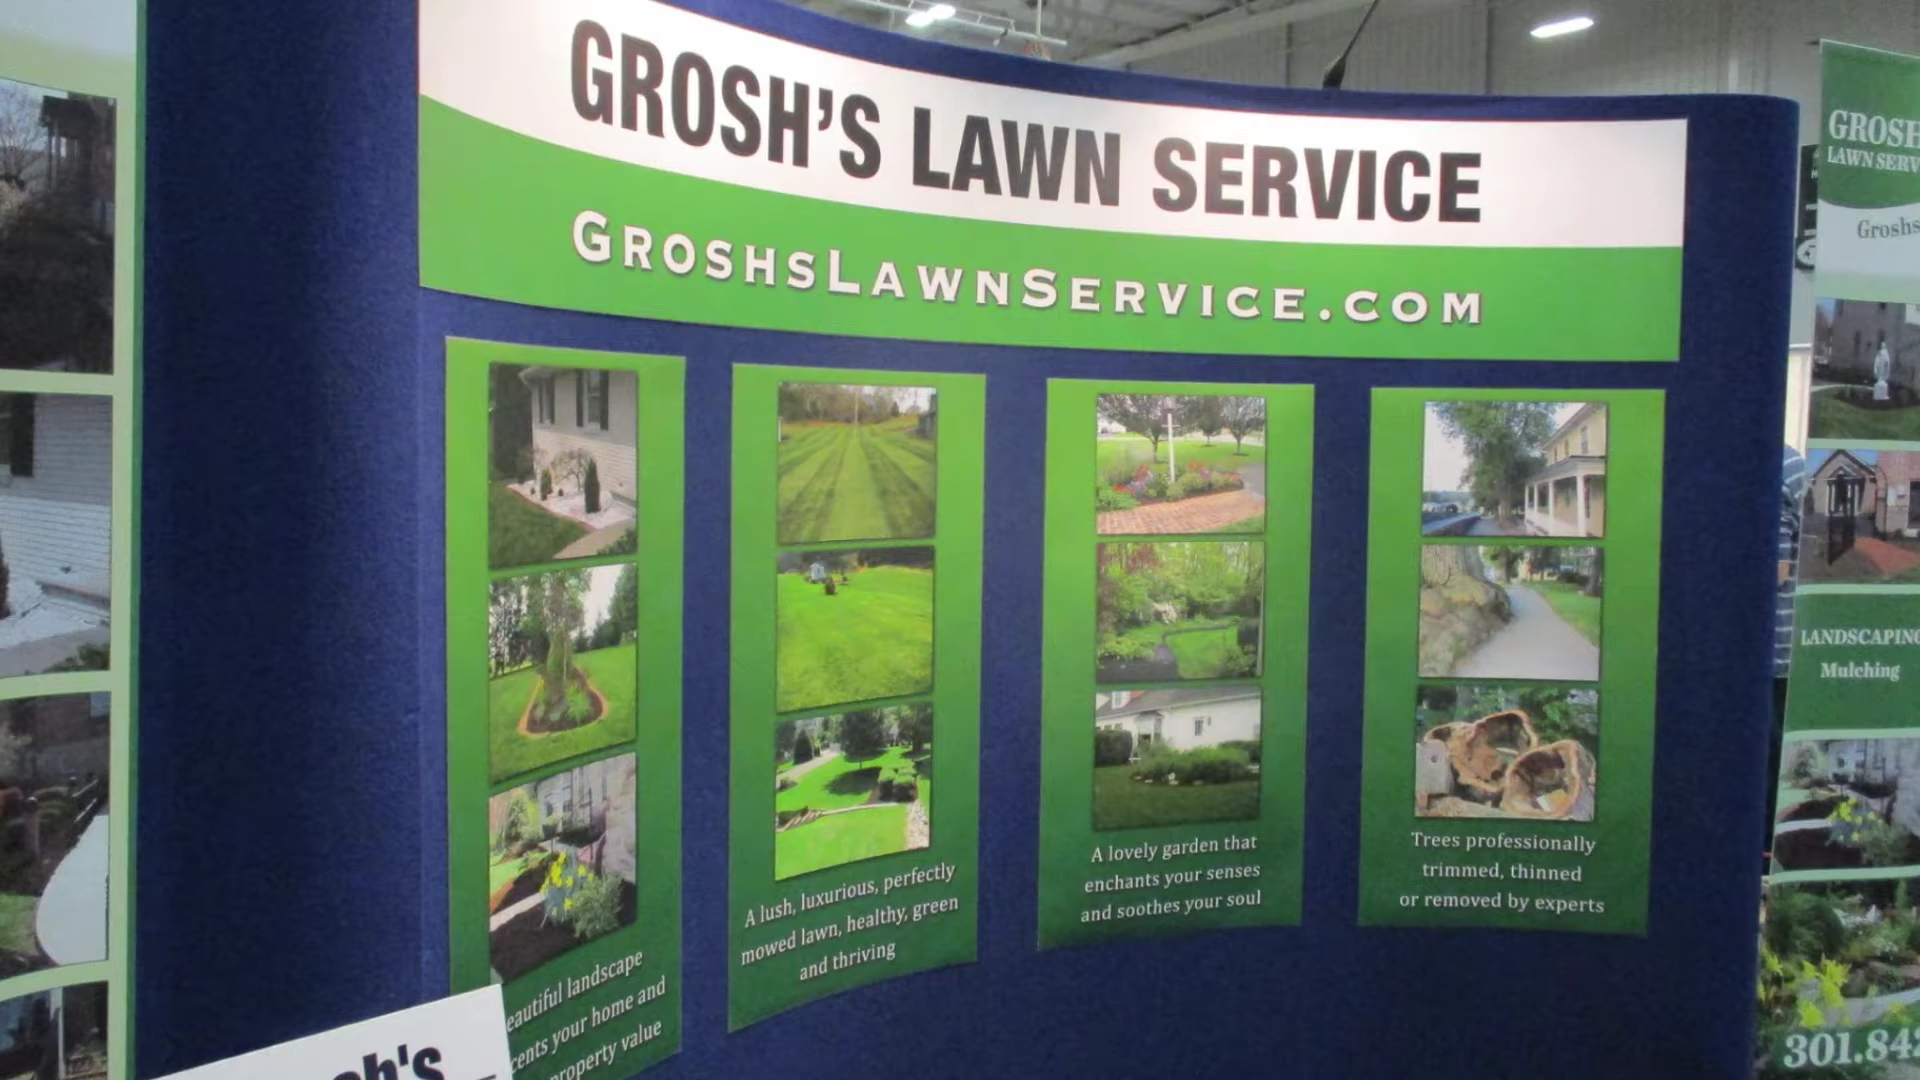 GROSH'S LAWN SERVICE
GROSHSLAWNSERVICE.COM
eautiful landscape
cents your home and
property value
A lush, luxurious, perfectly
mowed lawn, healthy, green
and thriving
A lovely garden that
enchants your senses
and soothes your soul
Trees professionally
trimmed, thinned
or removed by experts
sh's
GROSH
LAWN SERV
Groshs
LANDSCAPING
Mulching
301.842